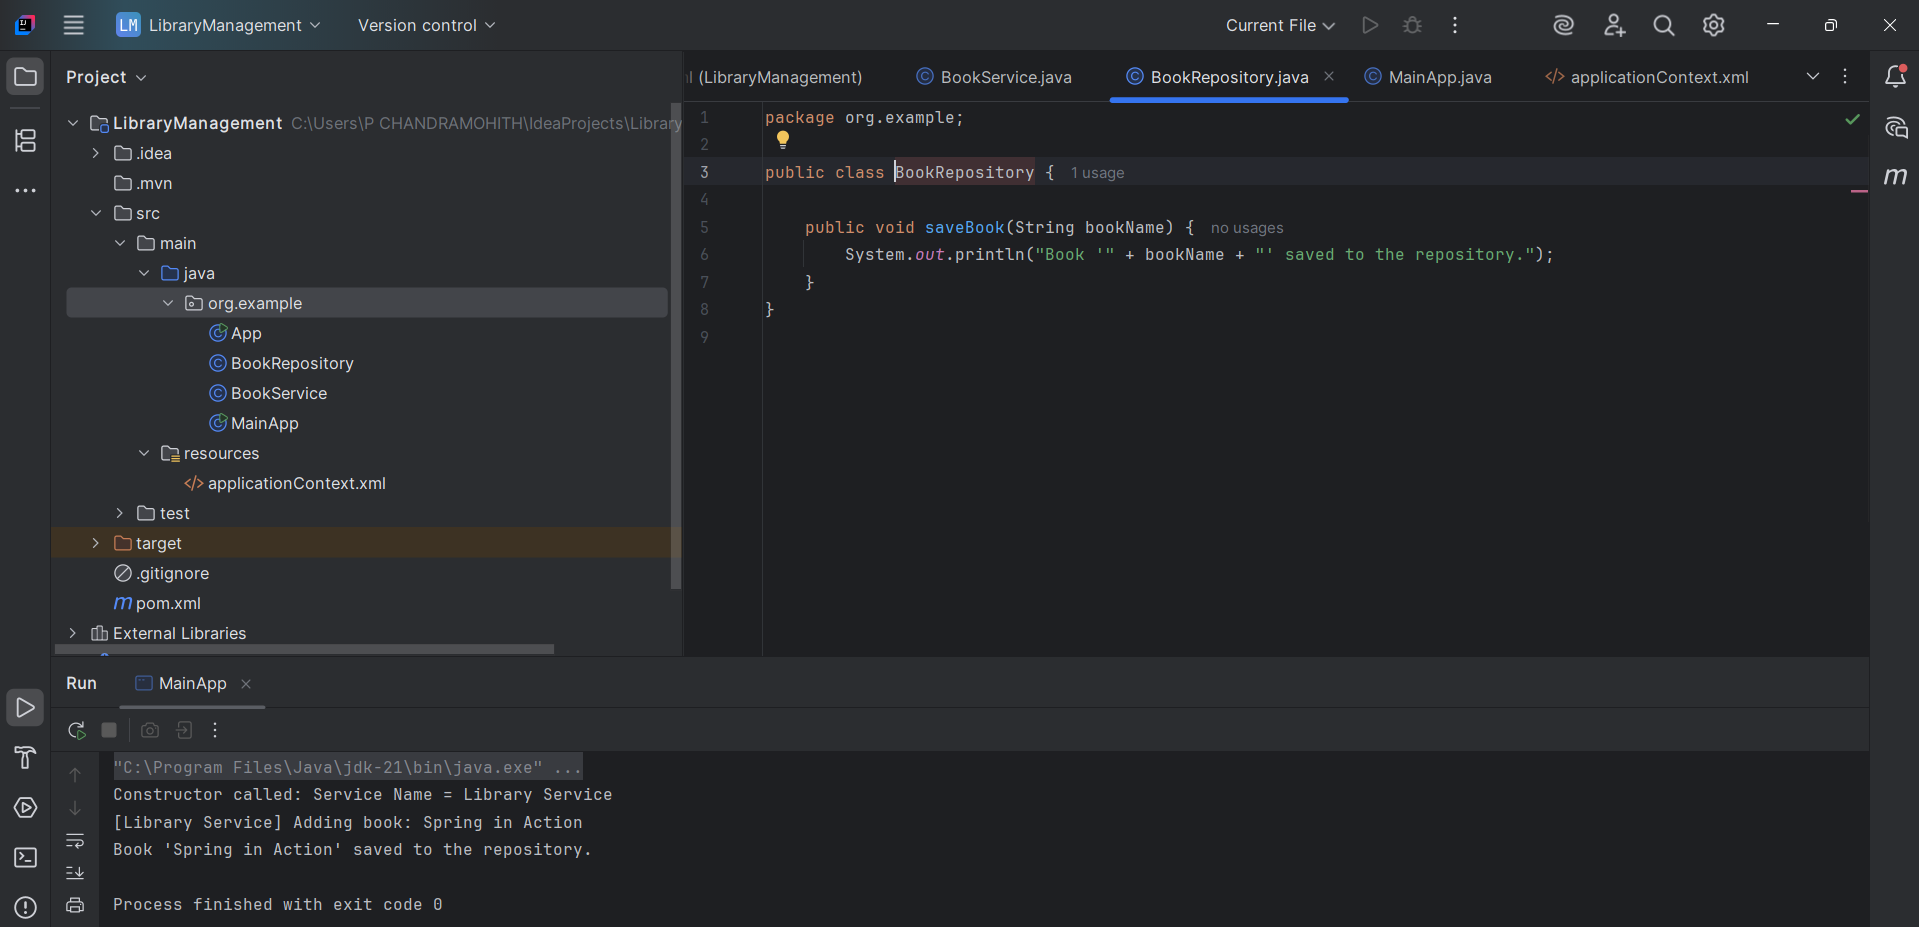 LM LibraryManagement
Version control
Current File
Project
LibraryManagement C:\Users\P CHANDRAMOHITH\IdeaProjects\Library
.idea
.mvn
src
main
java
org.example
App
BookRepository
BookService
MainApp
resources
applicationContext.xml
test
target
.gitignore
m pom.xml
External Libraries
(LibraryManagement)
BookService.java
BookRepository.java
MainApp.java
applicationContext.xml
1 package org.example;
2
3 public class BookRepository { 1 usage
4
5 public void saveBook(String bookName) { no usages
6 System.out.println("Book '" + bookName + "' saved to the repository.");
7 }
8 }
9
m
Run
MainApp
"C:\Program Files\Java\jdk-21\bin\java.exe" ...
Constructor called: Service Name = Library Service
[Library Service] Adding book: Spring in Action
Book 'Spring in Action' saved to the repository.
Process finished with exit code 0